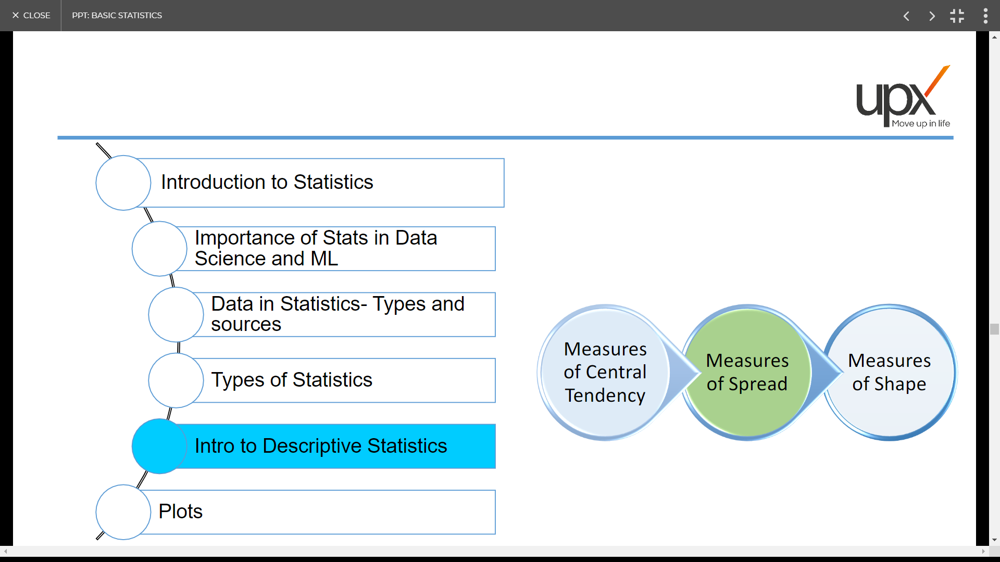 CLOSE
PPT: BASIC STATISTICS
upx
Move up in life
Introduction to Statistics
Importance of Stats in Data
Science and ML
Data in Statistics- Types and
sources
Types of Statistics
Intro to Descriptive Statistics
Plots
Measures
of Central
Tendency
Measures
of Spread
Measures
of Shape